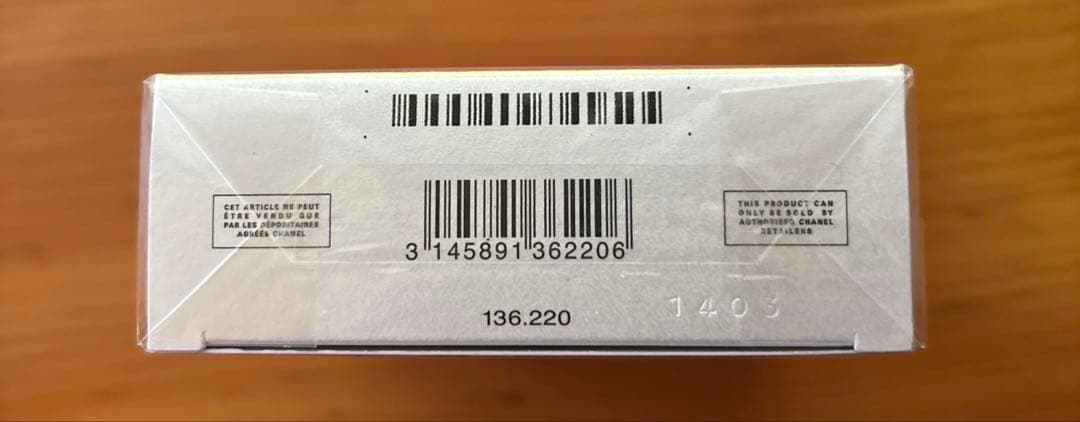 CET ARTICLE NE PEUT
ÊTRE VENDU QUE
PAR LES DÉPOSITAIRES
AGRÉÉS CHANEL
3 145891 362206
THIS PRODUCT CAN
ONLY BE SOLD BY
AUTHORISED CHANEL
RETAILERS
136.220
1403